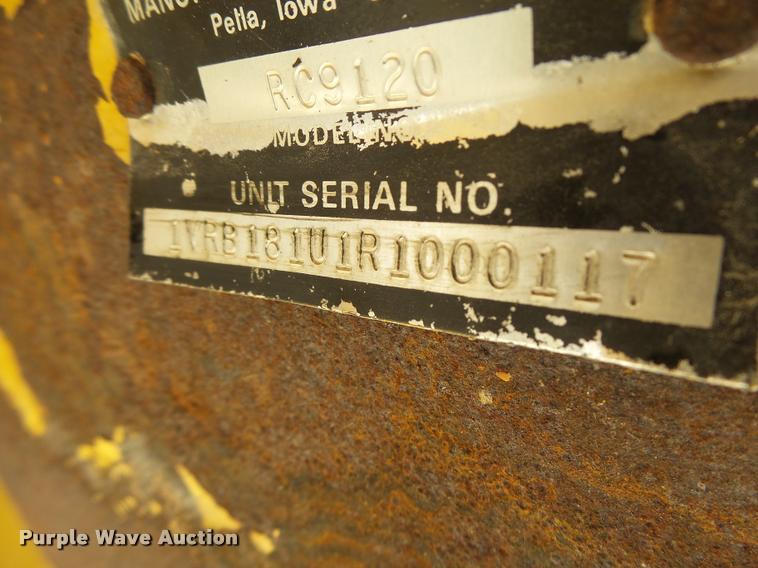 Pella, Iowa
RC9120
MODEL NO.
UNIT SERIAL NO.
1VRB181U1R1000117
Purple Wave Auction